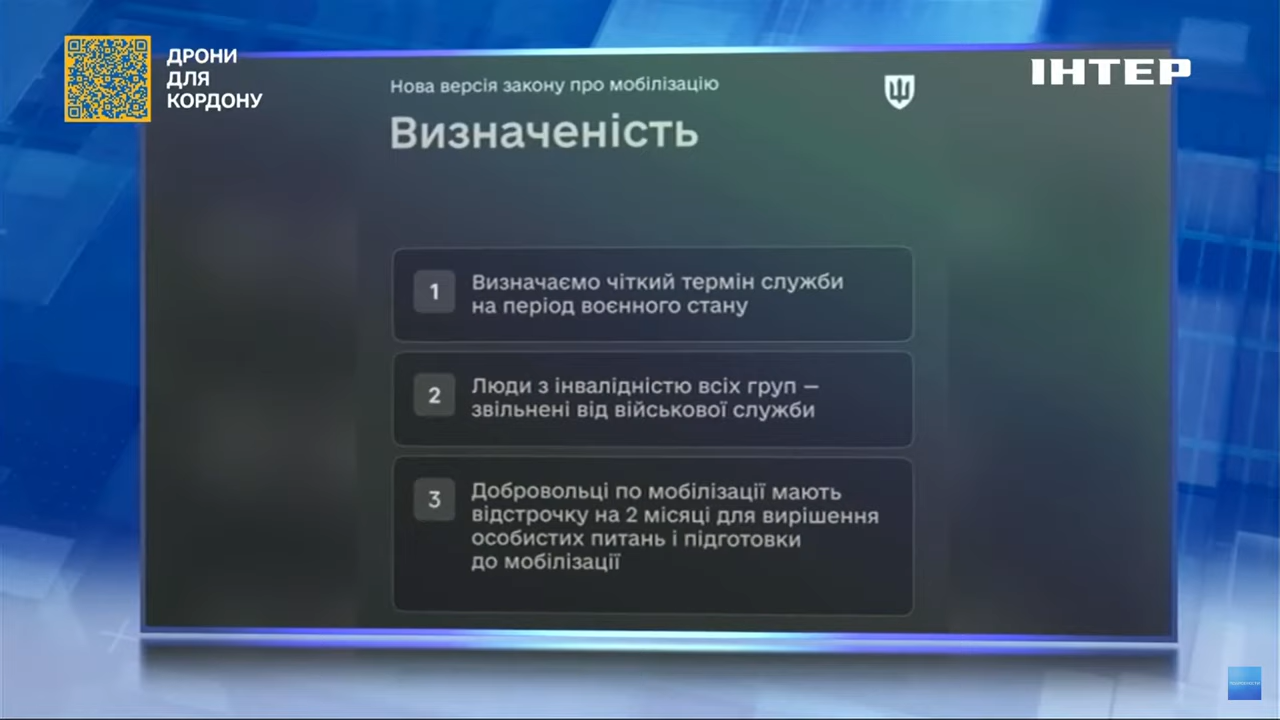 ДРОНИ
ДЛЯ
КОРДОНУ
ІНТЕР
Нова версія закону про мобілізацію
Визначеність
1
Визначаємо чіткий термін служби
на період воєнного стану
2
Люди з інвалідністю всіх груп —
звільнені від військової служби
3
Добровольці по мобілізації мають
відстрочку на 2 місяці для вирішення
особистих питань і підготовки
до мобілізації